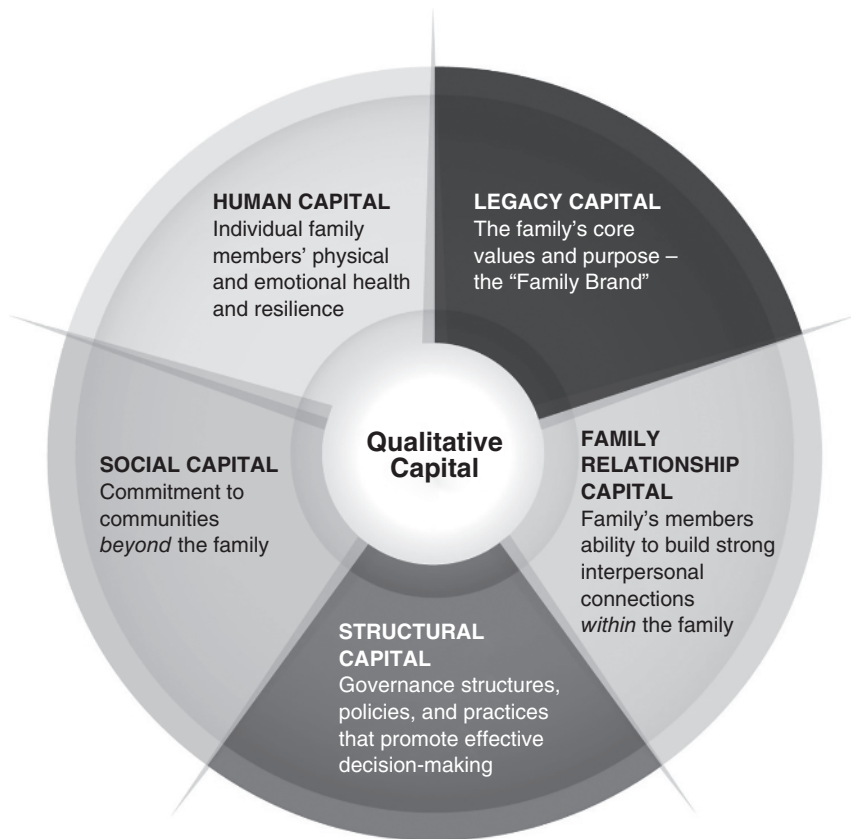 HUMAN CAPITAL
Individual family
members’ physical
and emotional health
and resilience
LEGACY CAPITAL
The family’s core
values and purpose –
the “Family Brand”
Qualitative
Capital
SOCIAL CAPITAL
Commitment to
communities
beyond the family
FAMILY
RELATIONSHIP
CAPITAL
Family’s members
ability to build strong
interpersonal
connections
within the family
STRUCTURAL
CAPITAL
Governance structures,
policies, and practices
that promote effective
decision-making